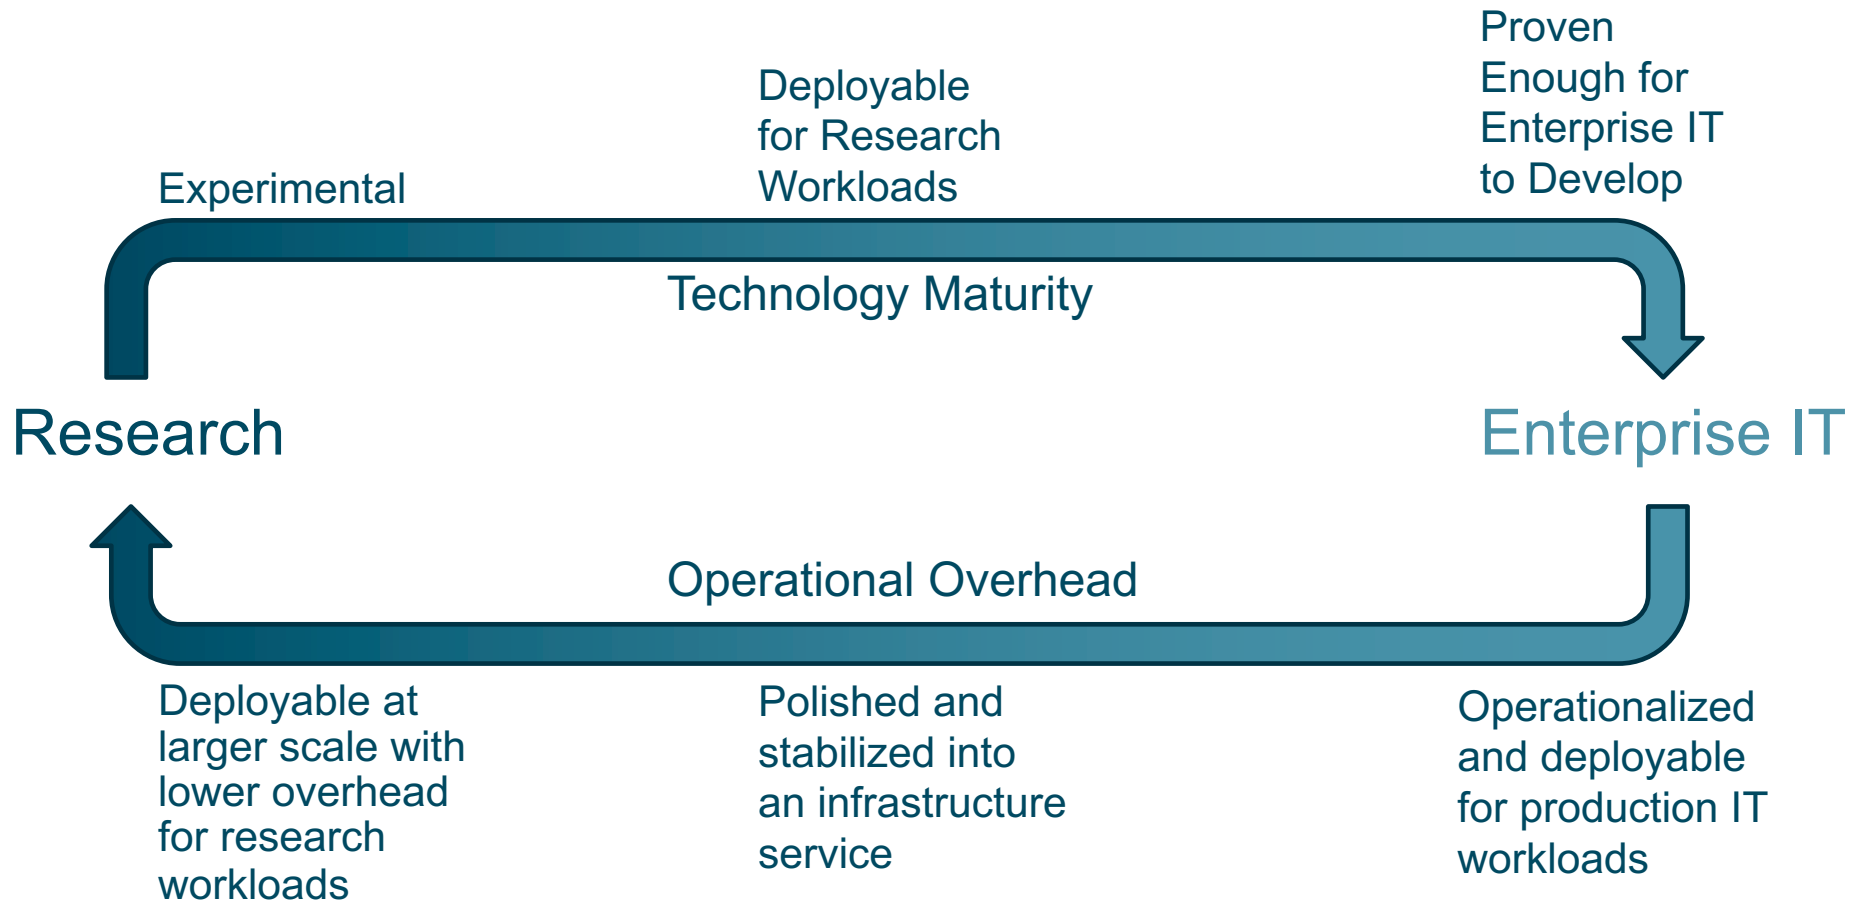 Experimental
Deployable
for Research
Workloads
Proven
Enough for
Enterprise IT
to Develop
Technology Maturity
Research
Enterprise IT
Operational Overhead
Deployable at
larger scale with
lower overhead
for research
workloads
Polished and
stabilized into
an infrastructure
service
Operationalized
and deployable
for production IT
workloads